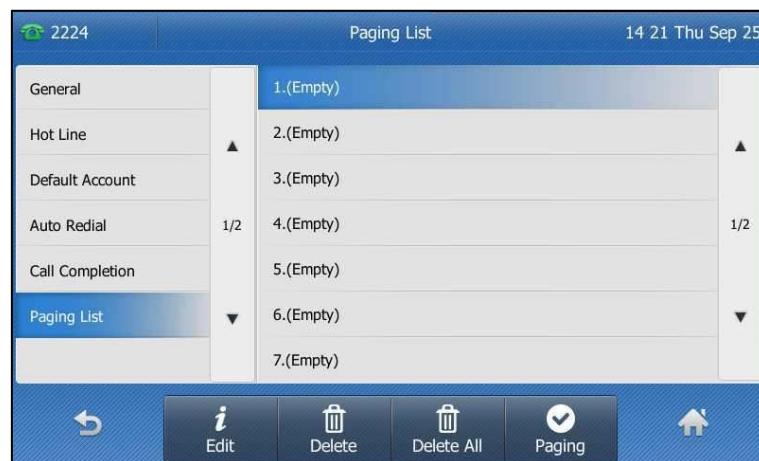 2224 Paging List 14 21 Thu Sep 25
General
Hot Line
Default Account
Auto Redial
Call Completion
Paging List
1/2
1.(Empty)
2.(Empty)
3.(Empty)
4.(Empty)
5.(Empty)
6.(Empty)
7.(Empty)
1/2
i
Edit Delete Delete All Paging